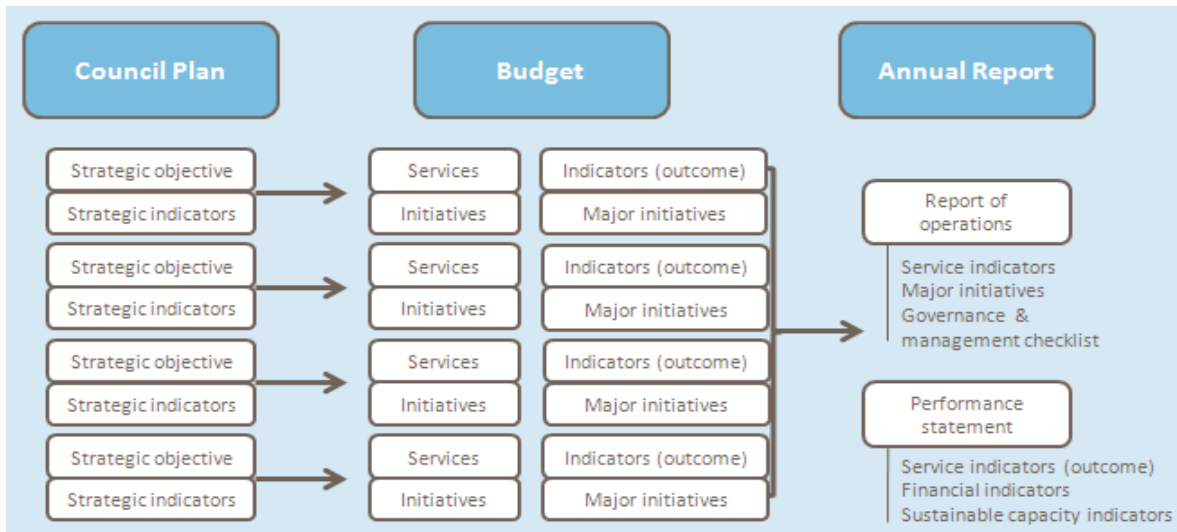 Council Plan
Budget
Annual Report
Strategic objective
Strategic indicators
Services
Initiatives
Indicators (outcome)
Major initiatives
Strategic objective
Strategic indicators
Services
Initiatives
Indicators (outcome)
Major initiatives
Strategic objective
Strategic indicators
Services
Initiatives
Indicators (outcome)
Major initiatives
Strategic objective
Strategic indicators
Services
Initiatives
Indicators (outcome)
Major initiatives
Report of
operations
Service indicators
Major initiatives
Governance &
management checklist
Performance
statement
Service indicators (outcome)
Financial indicators
Sustainable capacity indicators